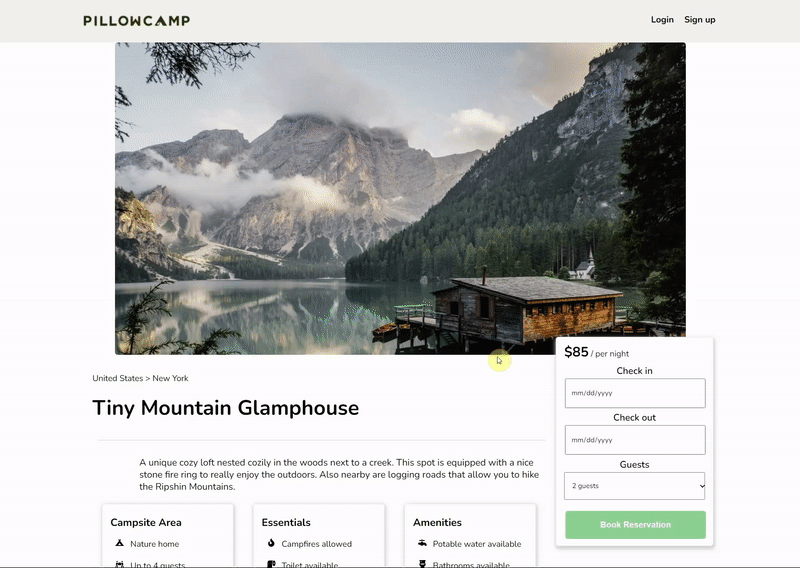 PILLOWCAMP
Login Sign up
$85 / per night
Check in
mm/dd/yyyy
Check out
mm/dd/yyyy
Guests
2 guests
Book Reservation
United States > New York
Tiny Mountain Glamphouse
A unique cozy loft nested cozily in the woods next to a creek. This spot is equipped with a nice
stone fire ring to really enjoy the outdoors. Also nearby are logging roads that allow you to hike
the Ripshin Mountains.
Campsite Area
Nature home
Up to 4 guests
Essentials
Campfires allowed
Toilet available
Amenities
Potable water available
Bathrooms available